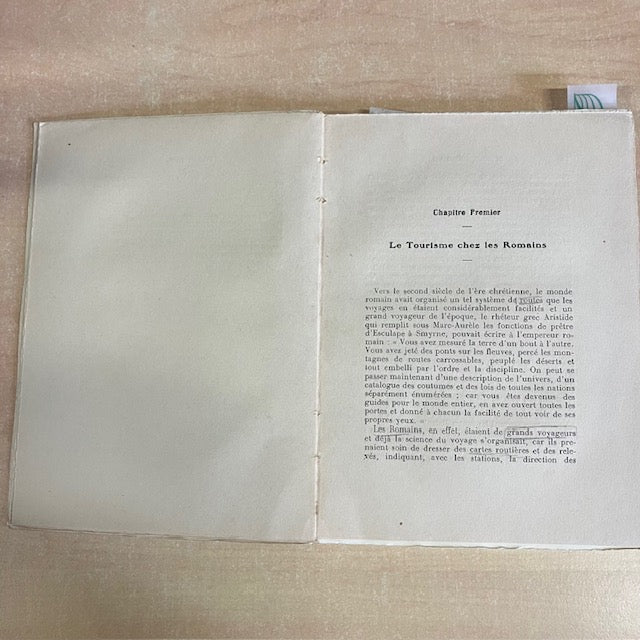 Chapitre Premier
Le Tourisme chez les Romains
Vers le second siècle de l'ère chrétienne, le monde
romain avait organisé un tel système de routes que les
voyages en étaient considérablement facilités et un
grand voyageur de l'époque, le rhéteur grec Aristide
qui remplit sous Marc-Aurèle les fonctions de prêtre
d'Esculape à Smyrne, pouvait écrire à l'empereur ro-
main : « Vous avez mesuré la terre d'un bout à l'autre.
Vous avez jeté des ponts sur les fleuves, percé les mon-
tagnes de routes carrossables, peuplé les déserts et
tout embelli par l'ordre et la discipline. On peut se
passer maintenant d'une description de l'univers, d'un
catalogue des coutumes et des lois de toutes les nations
séparément énumérées ; car vous êtes devenus des
guides pour le monde entier, en avez ouvert toutes les
portes et donné à chacun la facilité de tout voir de ses
propres yeux. »
Les Romains, en effet, étaient de grands voyageurs
et déjà la science du voyage s'organisait, car ils pre-
naient soin de dresser des cartes routières et des rele-
vés, indiquant, avec les stations, la direction des